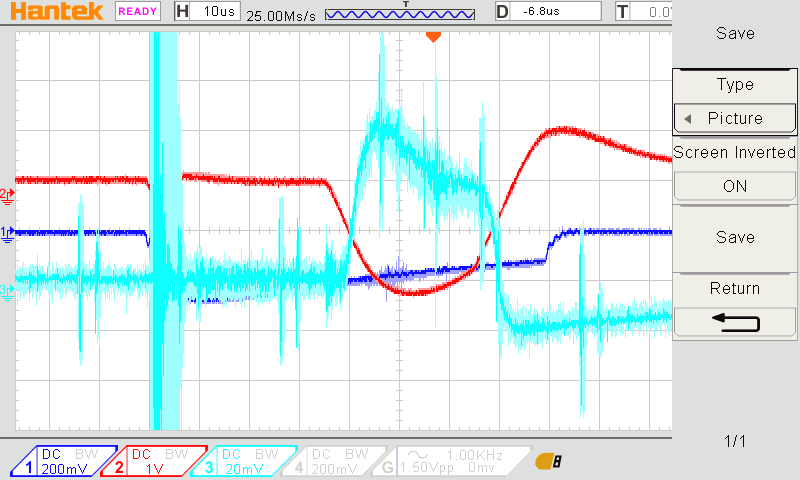 Hantek READY H 10us 25.00Ms/s T D -6.8us T 0.0
Save
Type
Picture
Screen Inverted
ON
Save
Return
1/1
2
1
3
1 DC BW 200mV 2 DC BW 1V 3 DC BW 20mV 4 DC BW 200mV G 1.00KHz 1.50Vpp 0mv